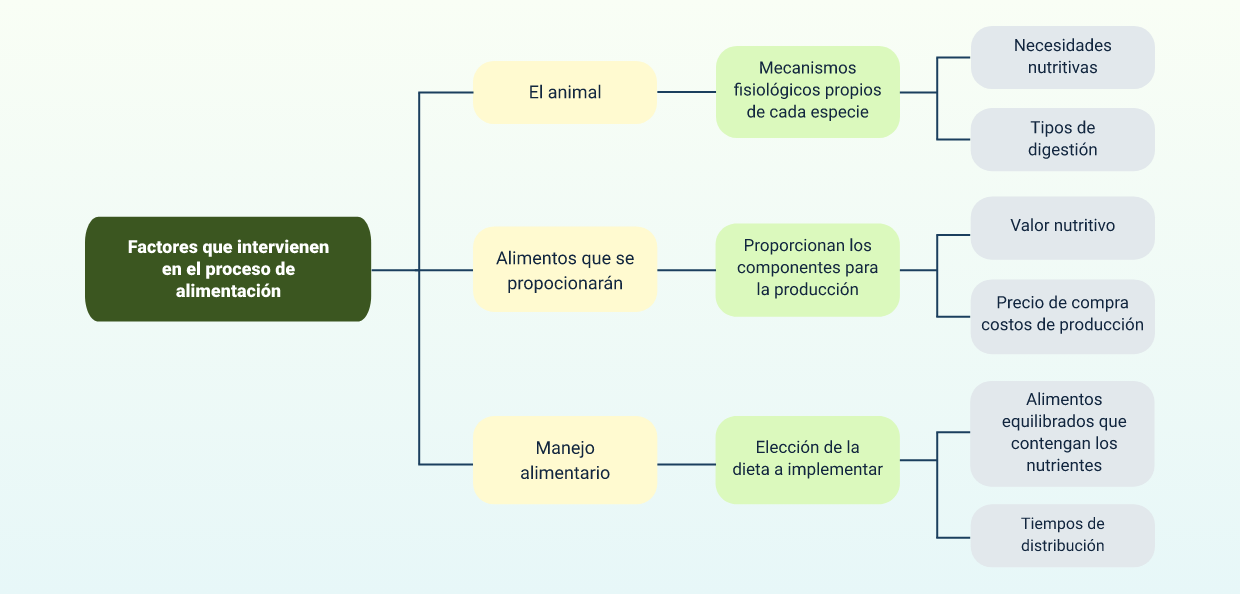 Factores que intervienen
en el proceso de
alimentación
El animal
Mecanismos
fisiológicos propios
de cada especie
Necesidades
nutritivas
Tipos de
digestión
Alimentos que se
propocionarán
Proporcionan los
componentes para
la producción
Valor nutritivo
Precio de compra
costos de producción
Manejo
alimentario
Elección de la
dieta a implementar
Alimentos
equilibrados que
contengan los
nutrientes
Tiempos de
distribución